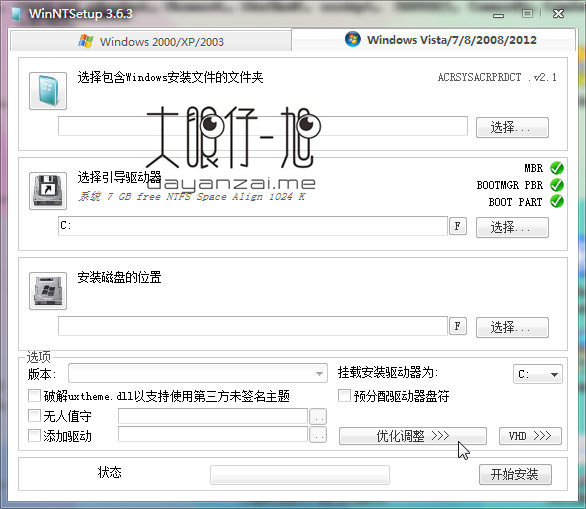 WinNTSetup 3.6.3
Windows 2000/XP/2003
Windows Vista/7/8/2008/2012
选择包含Windows安装文件的文件夹
ACRSYSACRPRDCT .v2.1
选择...
大眼仔~旭
dayanzai.me
选择引导驱动器
系统 7 GB free NTFS Space Align 1024 K
MBR
BOOTMGR PBR
BOOT PART
C:
F
选择...
安装磁盘的位置
F
选择...
选项
版本:
挂载安装驱动器为:
C:
破解uxtheme.dll以支持使用第三方未签名主题
预分配驱动器盘符
无人值守
..
添加驱动
..
优化调整 >>>
VHD >>>
状态
开始安装